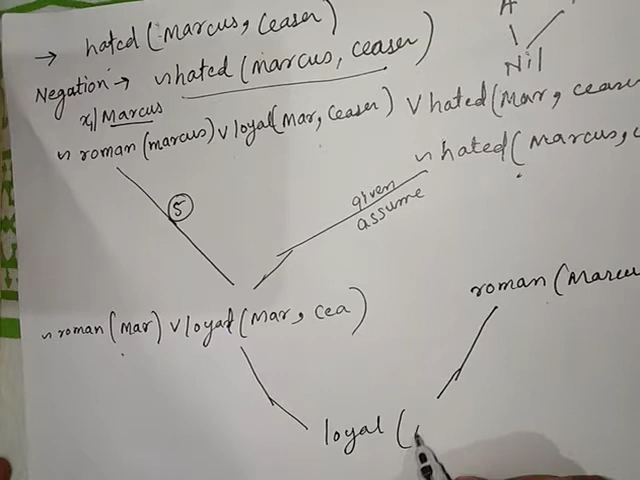 → hated (Marcus, Ceaser)
A
Nil
Negation → ~hated (marcus, ceaser)
x/Marcus
~ roman (marcus) ∨ loyal (Mar, Ceaser) ∨ hated (Mar, cease
~ hated (Marcus, c
5
given
assume
roman (Marcu
~ roman (Mar) ∨ loyal (Mar, cea)
loyal (